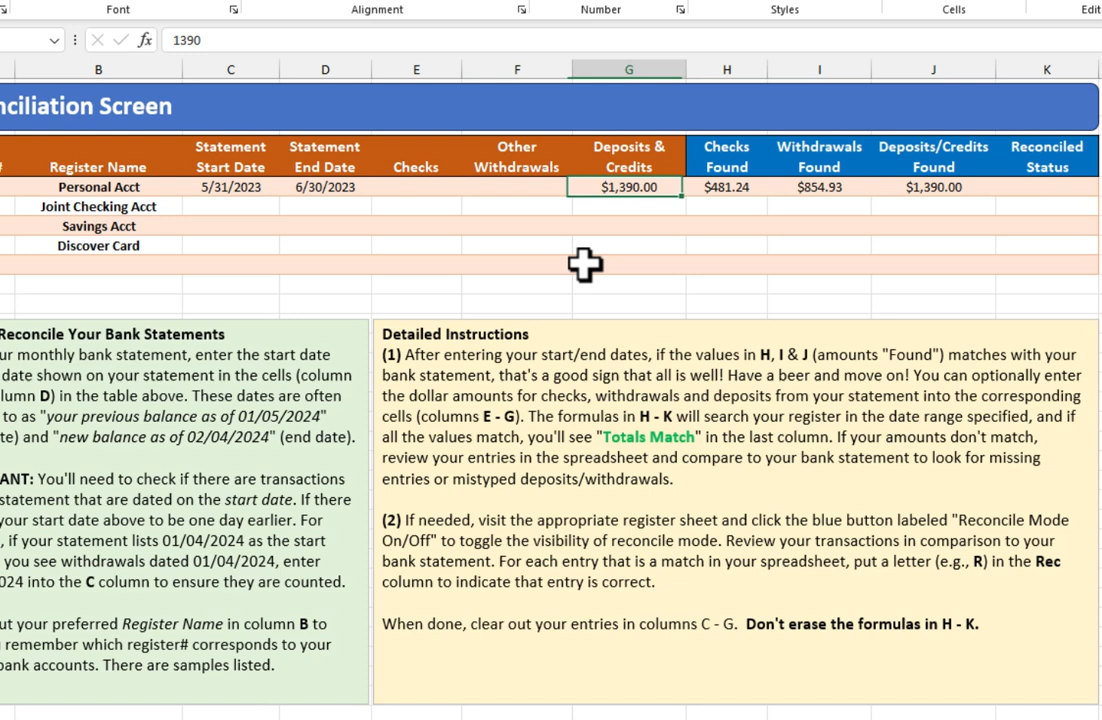 Font Alignment Number Styles Cells Edit
fx 1390
B C D E F G H I J K
nciliation Screen
Statement Statement Other Deposits & Checks Withdrawals Deposits/Credits Reconciled
Register Name Start Date End Date Checks Withdrawals Credits Found Found Found Status
Personal Acct 5/31/2023 6/30/2023 $1,390.00 $481.24 $854.93 $1,390.00
Joint Checking Acct
Savings Acct
Discover Card
Reconcile Your Bank Statements
ur monthly bank statement, enter the start date
date shown on your statement in the cells (column
lumn D) in the table above. These dates are often
to as "your previous balance as of 01/05/2024"
te) and "new balance as of 02/04/2024" (end date).
ANT: You'll need to check if there are transactions
statement that are dated on the start date. If there
your start date above to be one day earlier. For
, if your statement lists 01/04/2024 as the start
you see withdrawals dated 01/04/2024, enter
024 into the C column to ensure they are counted.
ut your preferred Register Name in column B to
remember which register# corresponds to your
bank accounts. There are samples listed.
Detailed Instructions
(1) After entering your start/end dates, if the values in H, I & J (amounts "Found") matches with your
bank statement, that's a good sign that all is well! Have a beer and move on! You can optionally enter
the dollar amounts for checks, withdrawals and deposits from your statement into the corresponding
cells (columns E - G). The formulas in H - K will search your register in the date range specified, and if
all the values match, you'll see "Totals Match" in the last column. If your amounts don't match,
review your entries in the spreadsheet and compare to your bank statement to look for missing
entries or mistyped deposits/withdrawals.
(2) If needed, visit the appropriate register sheet and click the blue button labeled "Reconcile Mode
On/Off" to toggle the visibility of reconcile mode. Review your transactions in comparison to your
bank statement. For each entry that is a match in your spreadsheet, put a letter (e.g., R) in the Rec
column to indicate that entry is correct.
When done, clear out your entries in columns C - G. Don't erase the formulas in H - K.